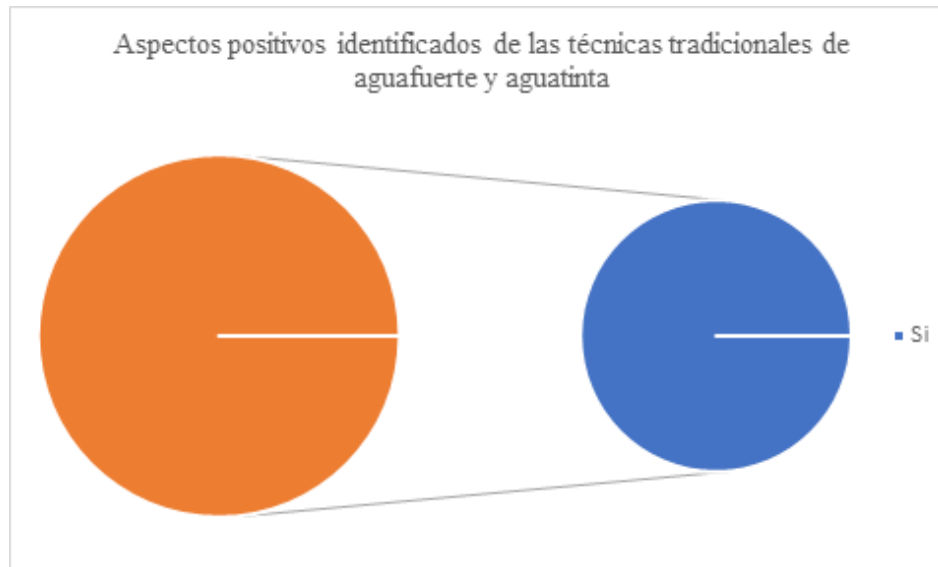 Aspectos positivos identificados de las técnicas tradicionales de
aguafuerte y aguatinta
Si